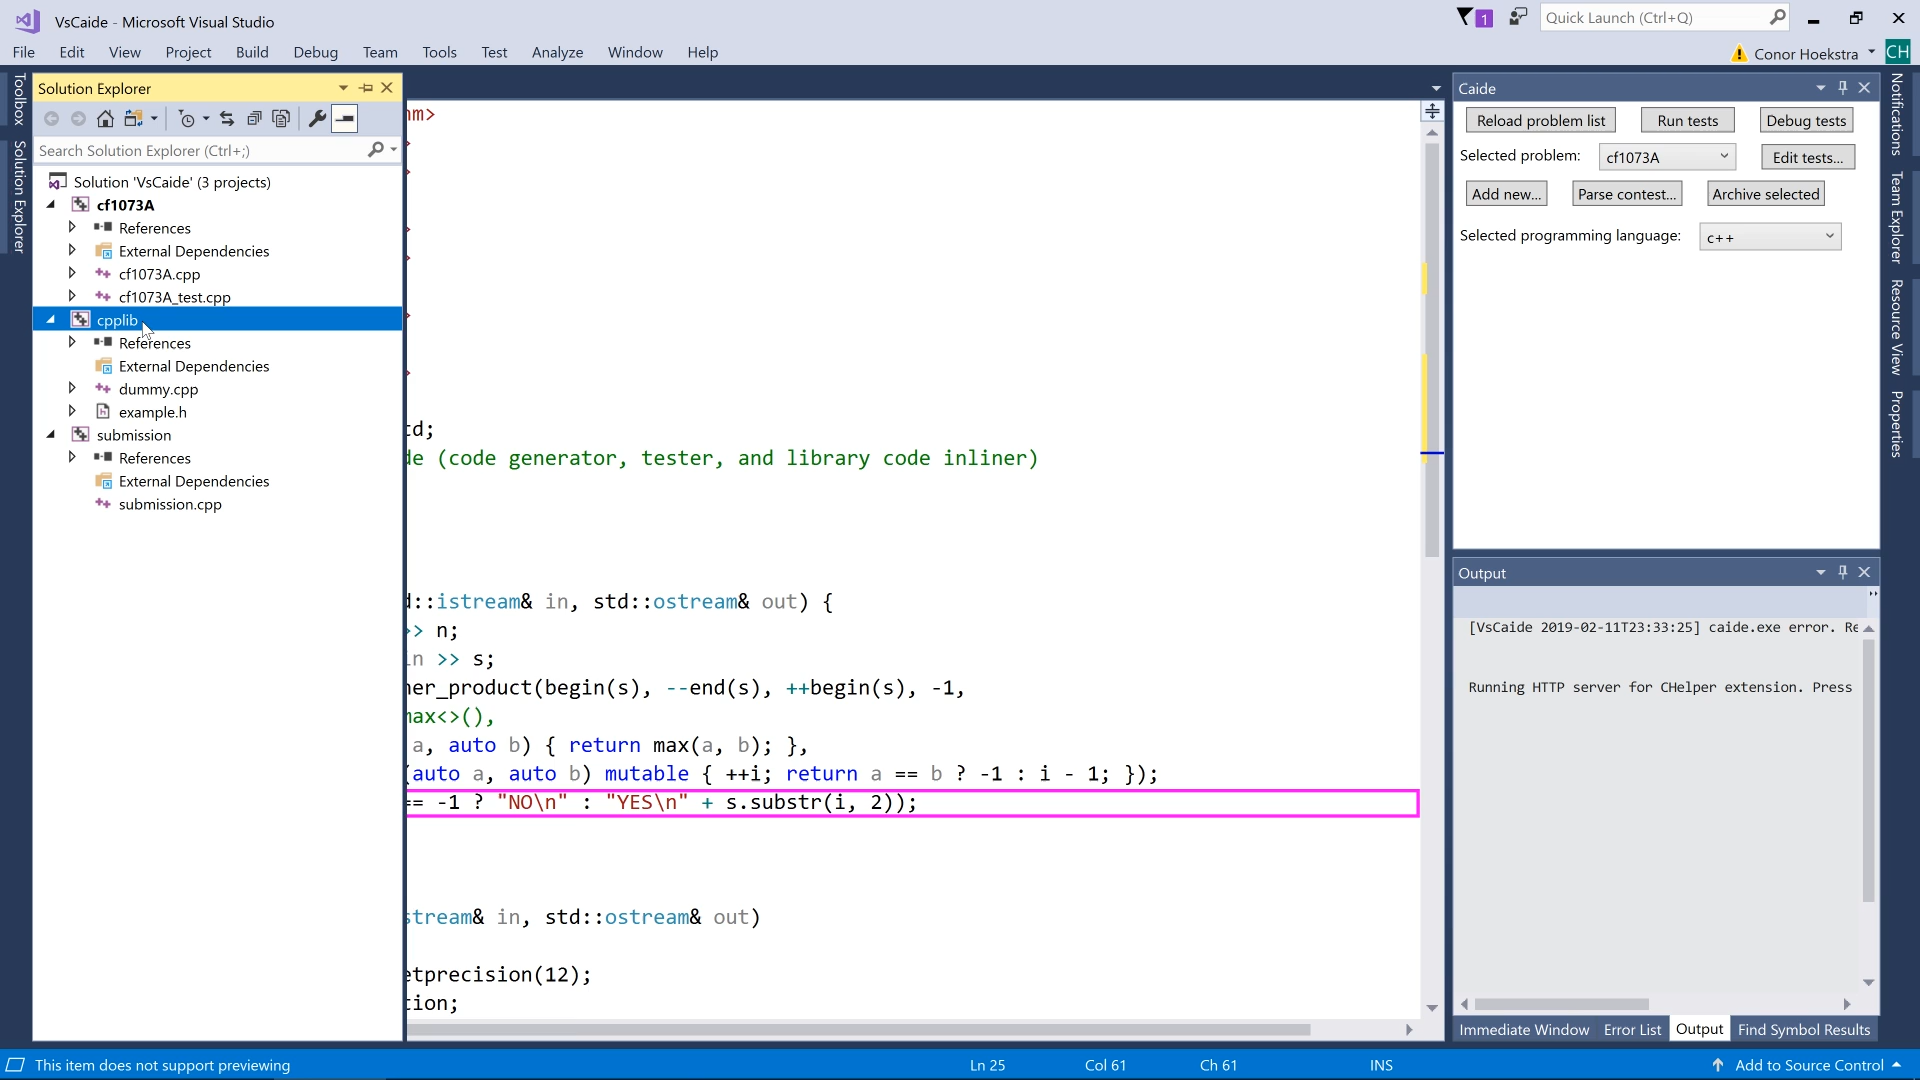 VsCaide - Microsoft Visual Studio
1
Quick Launch (Ctrl+Q)
File Edit View Project Build Debug Team Tools Test Analyze Window Help
Conor Hoekstra CH
Toolbox
Solution Explorer
Solution Explorer
Search Solution Explorer (Ctrl+;)
Solution 'VsCaide' (3 projects)
cf1073A
References
External Dependencies
cf1073A.cpp
cf1073A_test.cpp
cpplib
References
External Dependencies
dummy.cpp
example.h
submission
References
External Dependencies
submission.cpp
m>
>
>
>
>
>
>
td;
de (code generator, tester, and library code inliner)
d::istream& in, std::ostream& out) {
>> n;
in >> s;
ner_product(begin(s), --end(s), ++begin(s), -1,
max<>(),
a, auto b) { return max(a, b); },
(auto a, auto b) mutable { ++i; return a == b ? -1 : i - 1; });
== -1 ? "NO\n" : "YES\n" + s.substr(i, 2));
stream& in, std::ostream& out)
etprecision(12);
tion;
Caide
Reload problem list Run tests Debug tests
Selected problem: cf1073A Edit tests...
Add new... Parse contest... Archive selected
Selected programming language: c++
Output
[VsCaide 2019-02-11T23:33:25] caide.exe error. Re
Running HTTP server for CHelper extension. Press
Immediate Window Error List Output Find Symbol Results
Notifications
Team Explorer
Resource View
Properties
This item does not support previewing Ln 25 Col 61 Ch 61 INS Add to Source Control